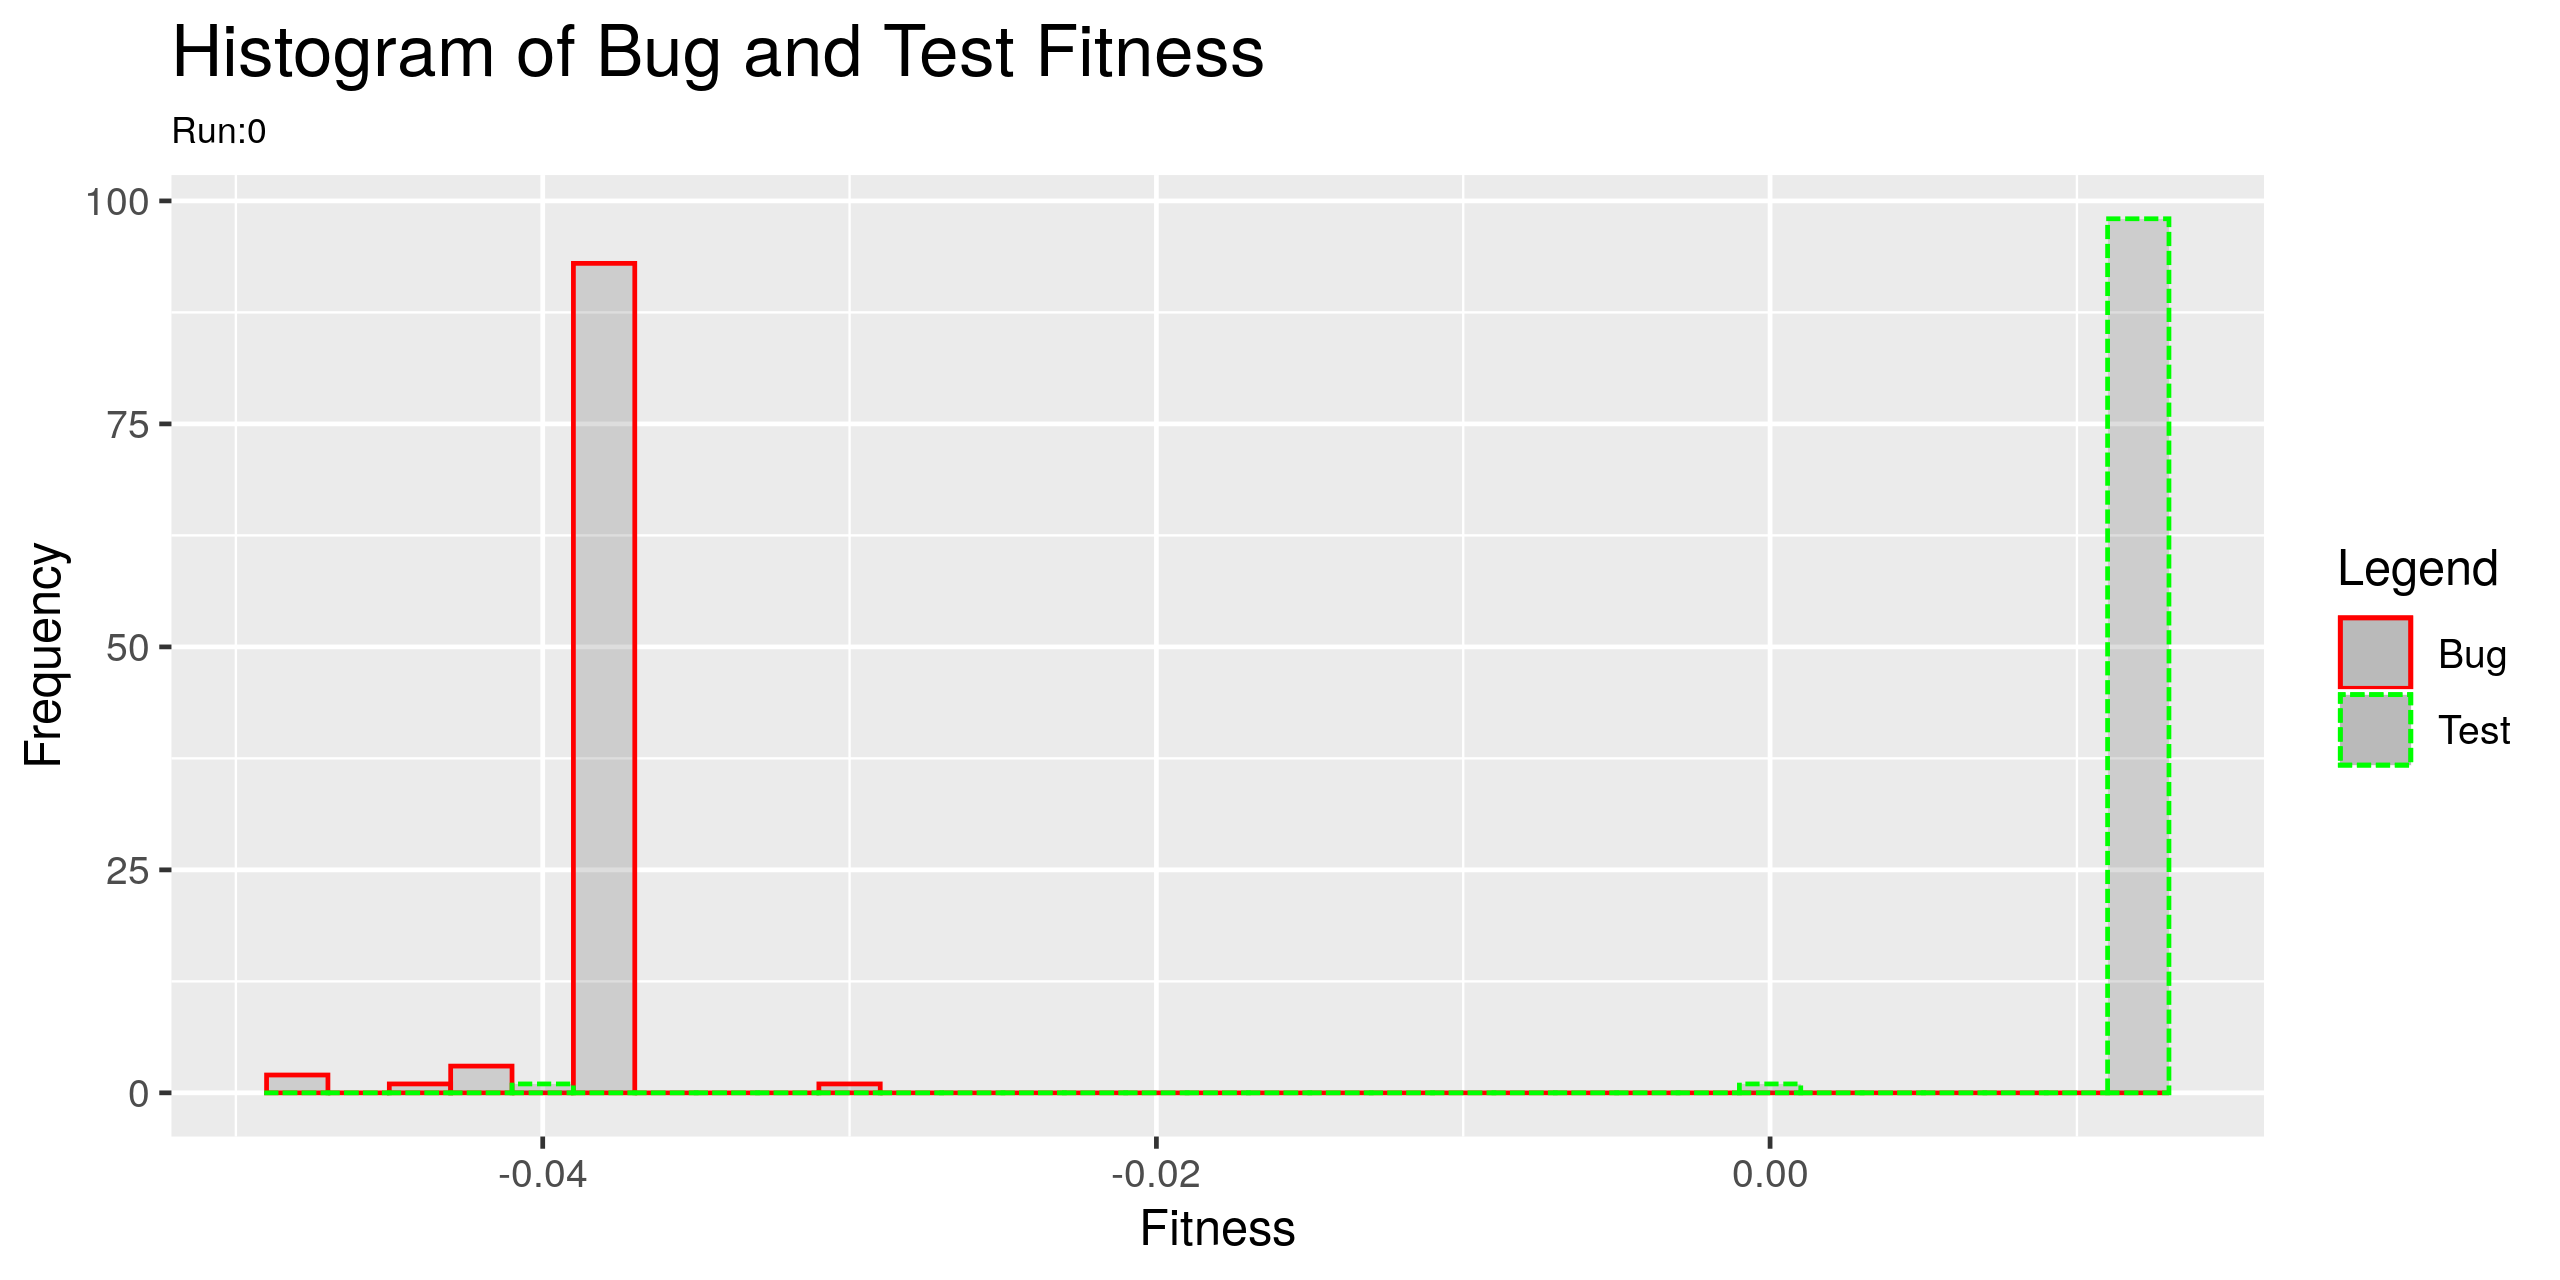 Histogram of Bug and Test Fitness
Run:0
100
75
50
25
0
Frequency
-0.04
-0.02
0.00
Fitness
Legend
Bug
Test